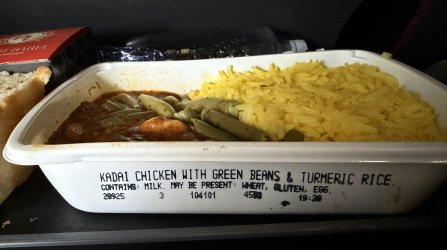 KADAI CHICKEN WITH GREEN BEANS & TURMERIC RICE.
CONTAINS: MILK. MAY BE PRESENT: WHEAT, GLUTEN, EGG.
20925 3 104101 4500 19:30